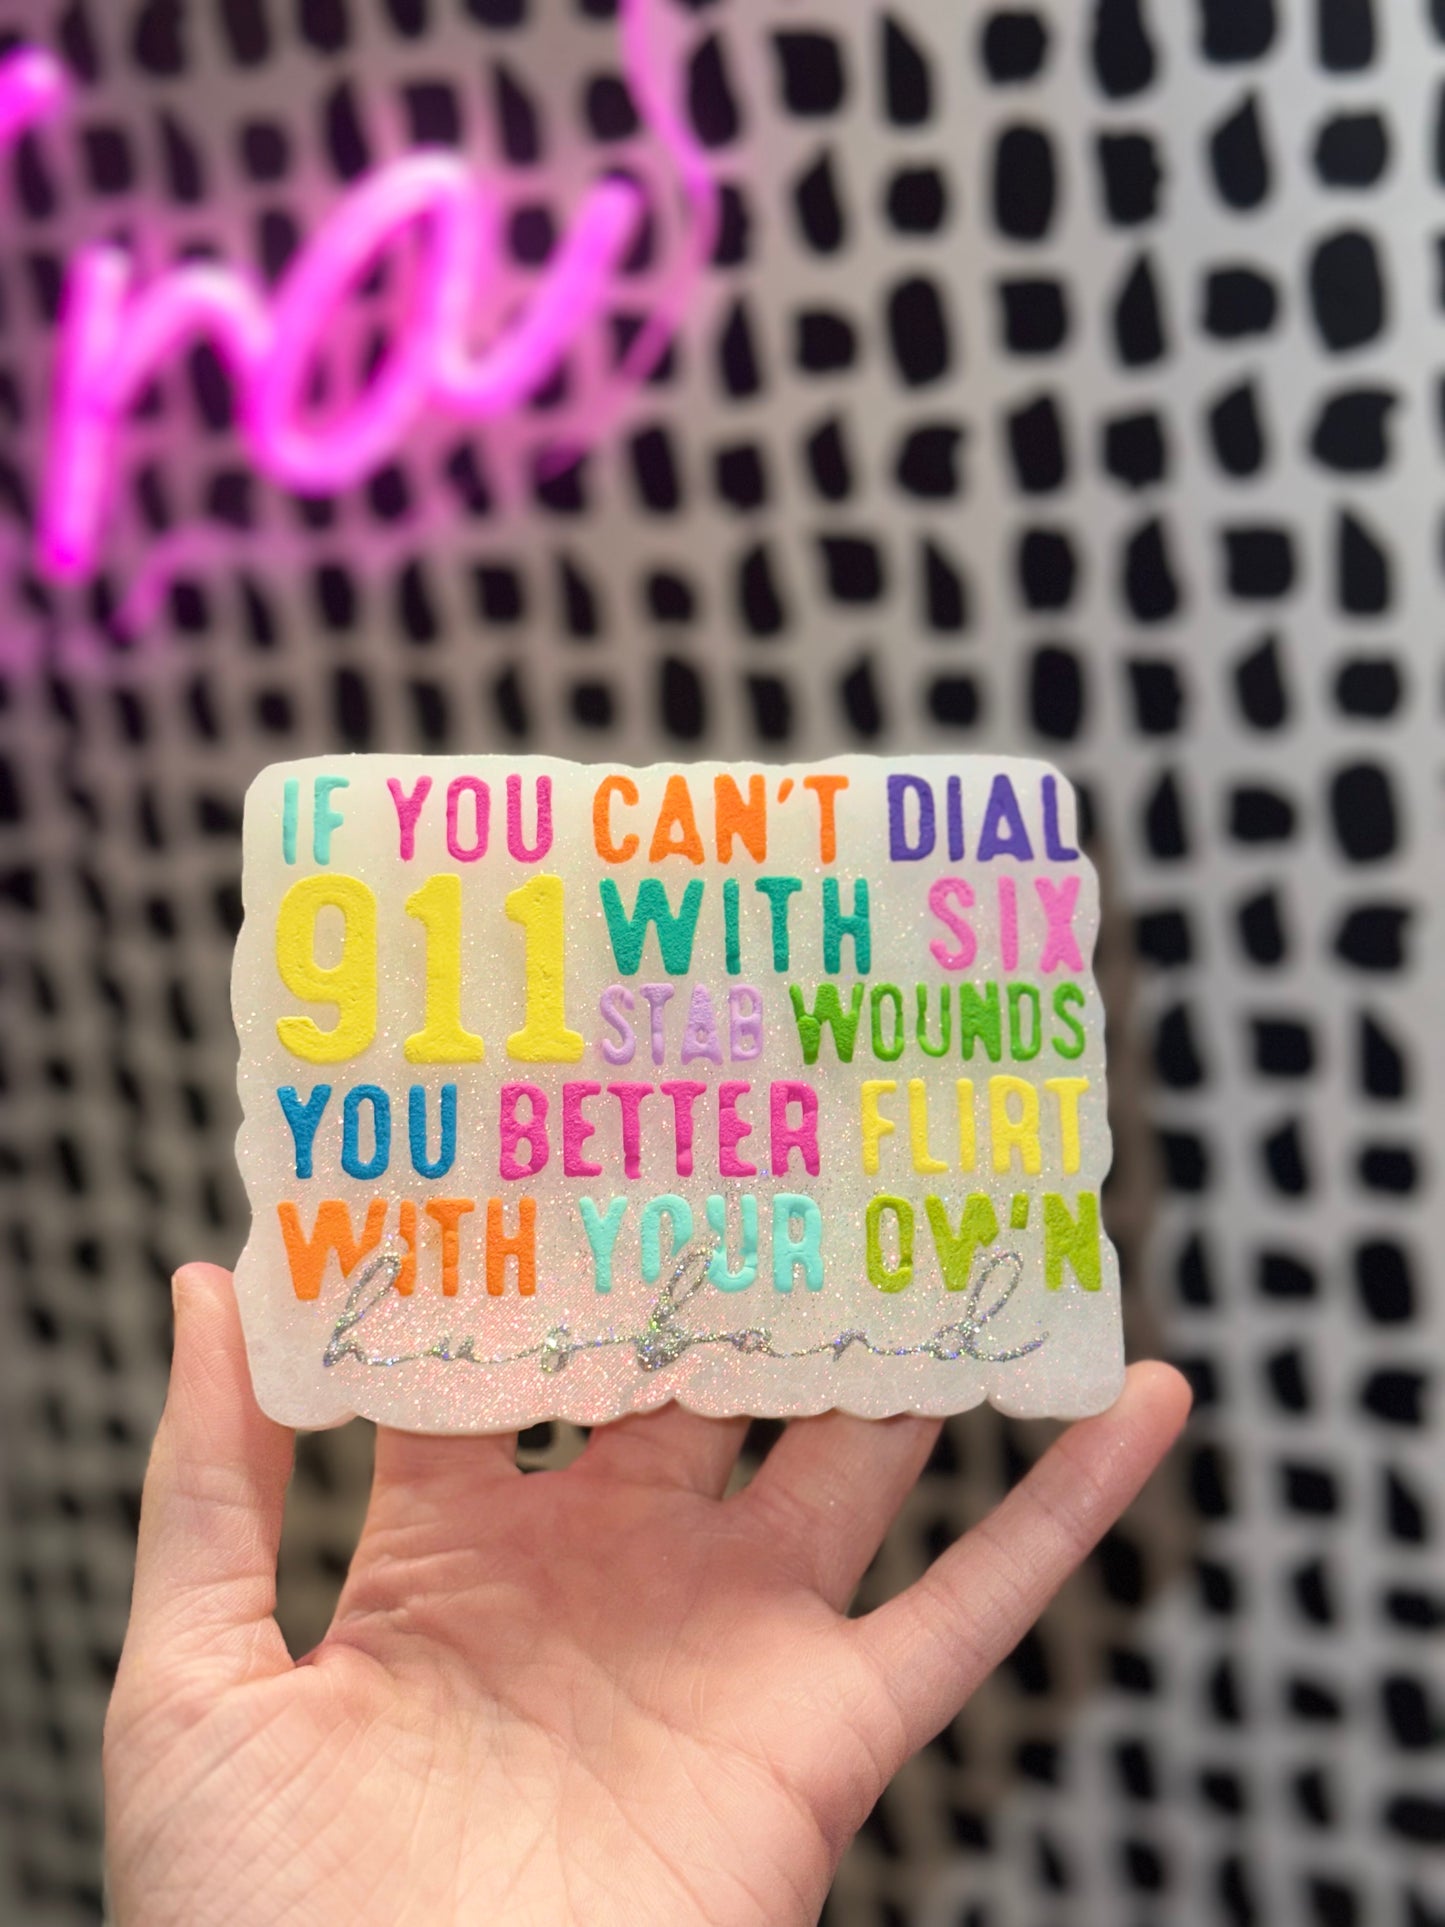 IF YOU CAN'T DIAL
911 WITH SIX
STAB WOUNDS
YOU BETTER FLIRT
WITH YOUR OW'N
husband